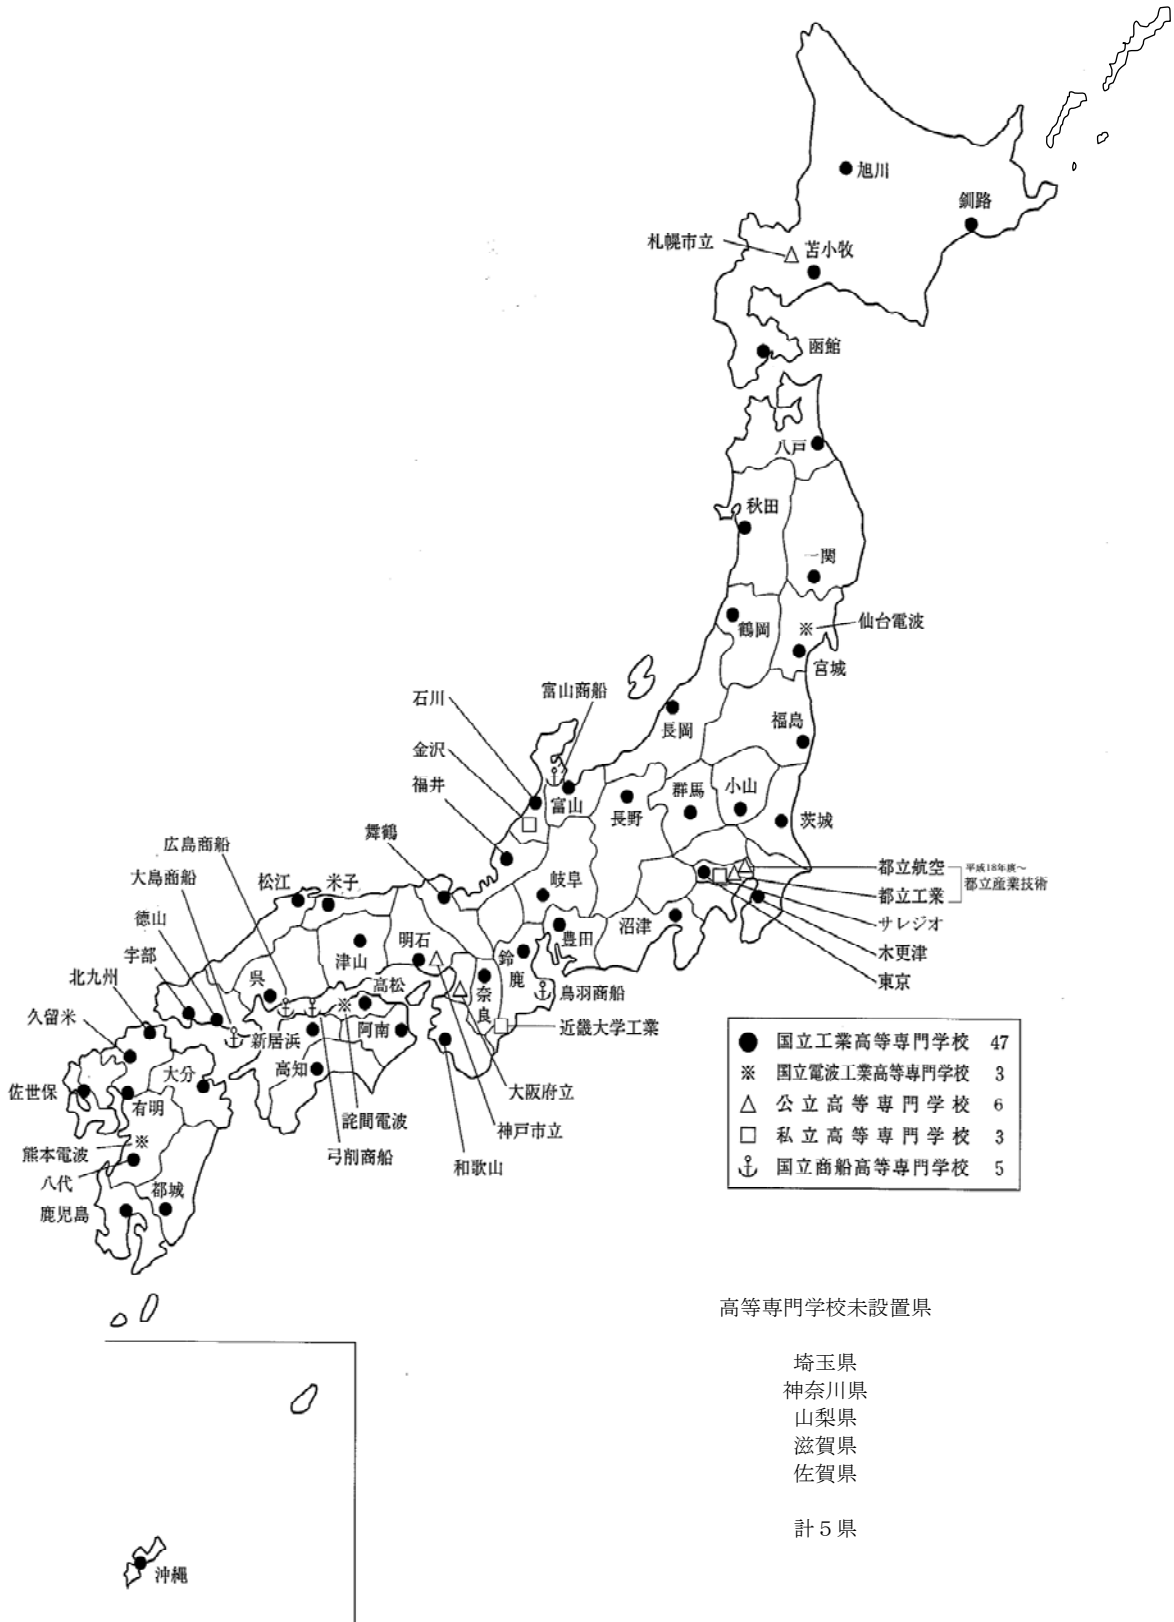 旭川
釧路
札幌市立
苫小牧
函館
八戸
秋田
一関
鶴岡
仙台電波
宮城
富山商船
石川
長岡
福島
金沢
福井
富山
長野
群馬
小山
茨城
舞鶴
広島商船
大島商船
松江
米子
徳山
宇部
北九州
久留米
佐世保
岐阜
都立航空
平成18年度～
都立産業技術
都立工業
サレジオ
木更津
東京
沼津
豊田
鈴鹿
鳥羽商船
近畿大学工業
明石
津山
呉
高松
奈良
新居浜
阿南
高知
大分
有明
大阪府立
神戸市立
和歌山
詫間電波
弓削商船
熊本電波
八代
鹿児島
都城
● 国立工業高等専門学校 47
※ 国立電波工業高等専門学校 3
△ 公立高等専門学校 6
□ 私立高等専門学校 3
⚓ 国立商船高等専門学校 5
高等専門学校未設置県
埼玉県
神奈川県
山梨県
滋賀県
佐賀県
計５県
沖縄